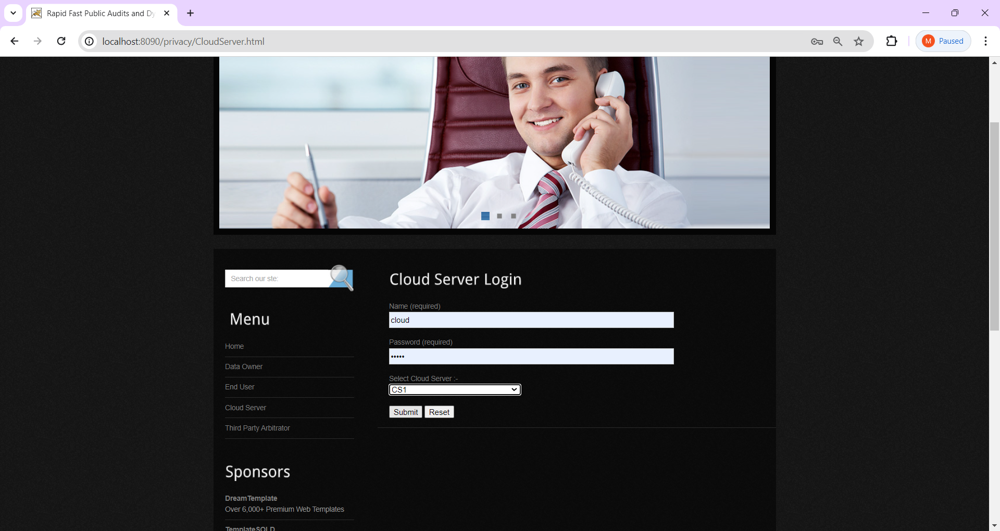 Rapid Fast Public Audits and Dy
localhost:8090/privacy/CloudServer.html
M Paused
Search our ste:
Menu
Home
Data Owner
End User
Cloud Server
Third Party Arbitrator
Sponsors
DreamTemplate
Over 6,000+ Premium Web Templates
TemplateSOLD
Cloud Server Login
Name (required)
cloud
Password (required)
•••••
Select Cloud Server :-
CS1
Submit Reset